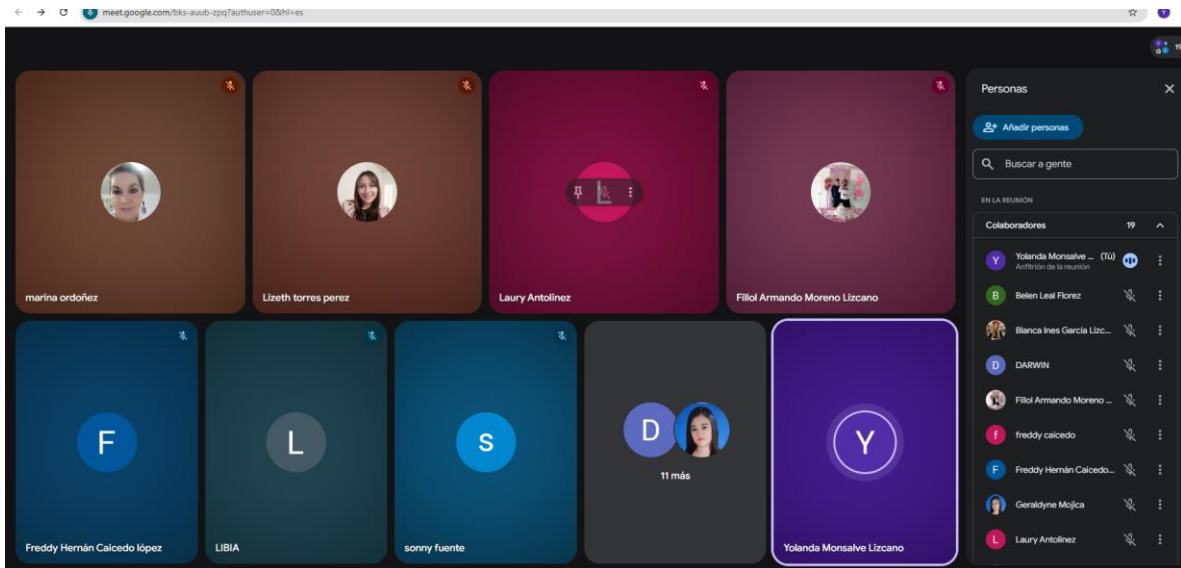 meet.google.com/bks-auub-zpq?authuser=0&hl=es
Y
19
marina ordoñez
Lizeth torres perez
L
Laury Antolinez
Fillol Armando Moreno Lizcano
F
Freddy Hernán Caicedo lópez
L
LIBIA
s
sonny fuente
D
11 más
Y
Yolanda Monsalve Lizcano
Personas
Añadir personas
Buscar a gente
EN LA REUNIÓN
Colaboradores 19
Y Yolanda Monsalve ... (Tú)
Anfitrión de la reunión
B Belen Leal Florez
Blanca Ines García Lizc...
D DARWIN
Fillol Armando Moreno ...
f freddy caicedo
F Freddy Hernán Caicedo...
Geraldyne Mojica
L Laury Antolinez